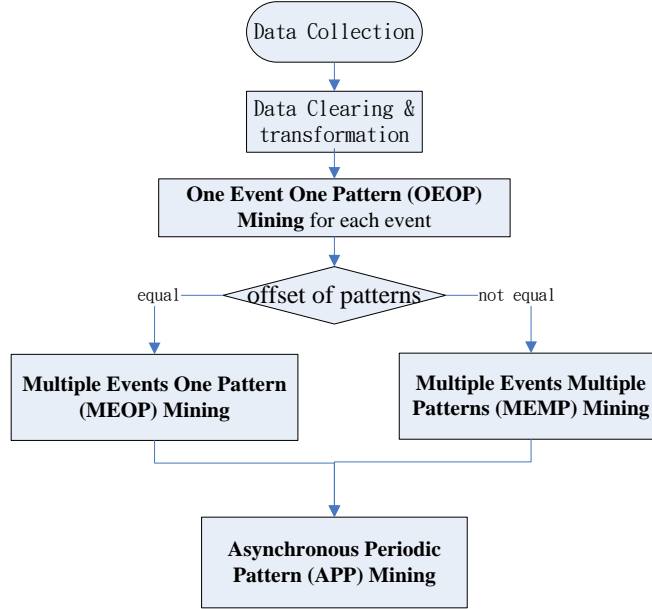 Data Collection
Data Clearing &
transformation
One Event One Pattern (OEOP)
Mining for each event
offset of patterns
equal
not equal
Multiple Events One Pattern
(MEOP) Mining
Multiple Events Multiple
Patterns (MEMP) Mining
Asynchronous Periodic
Pattern (APP) Mining